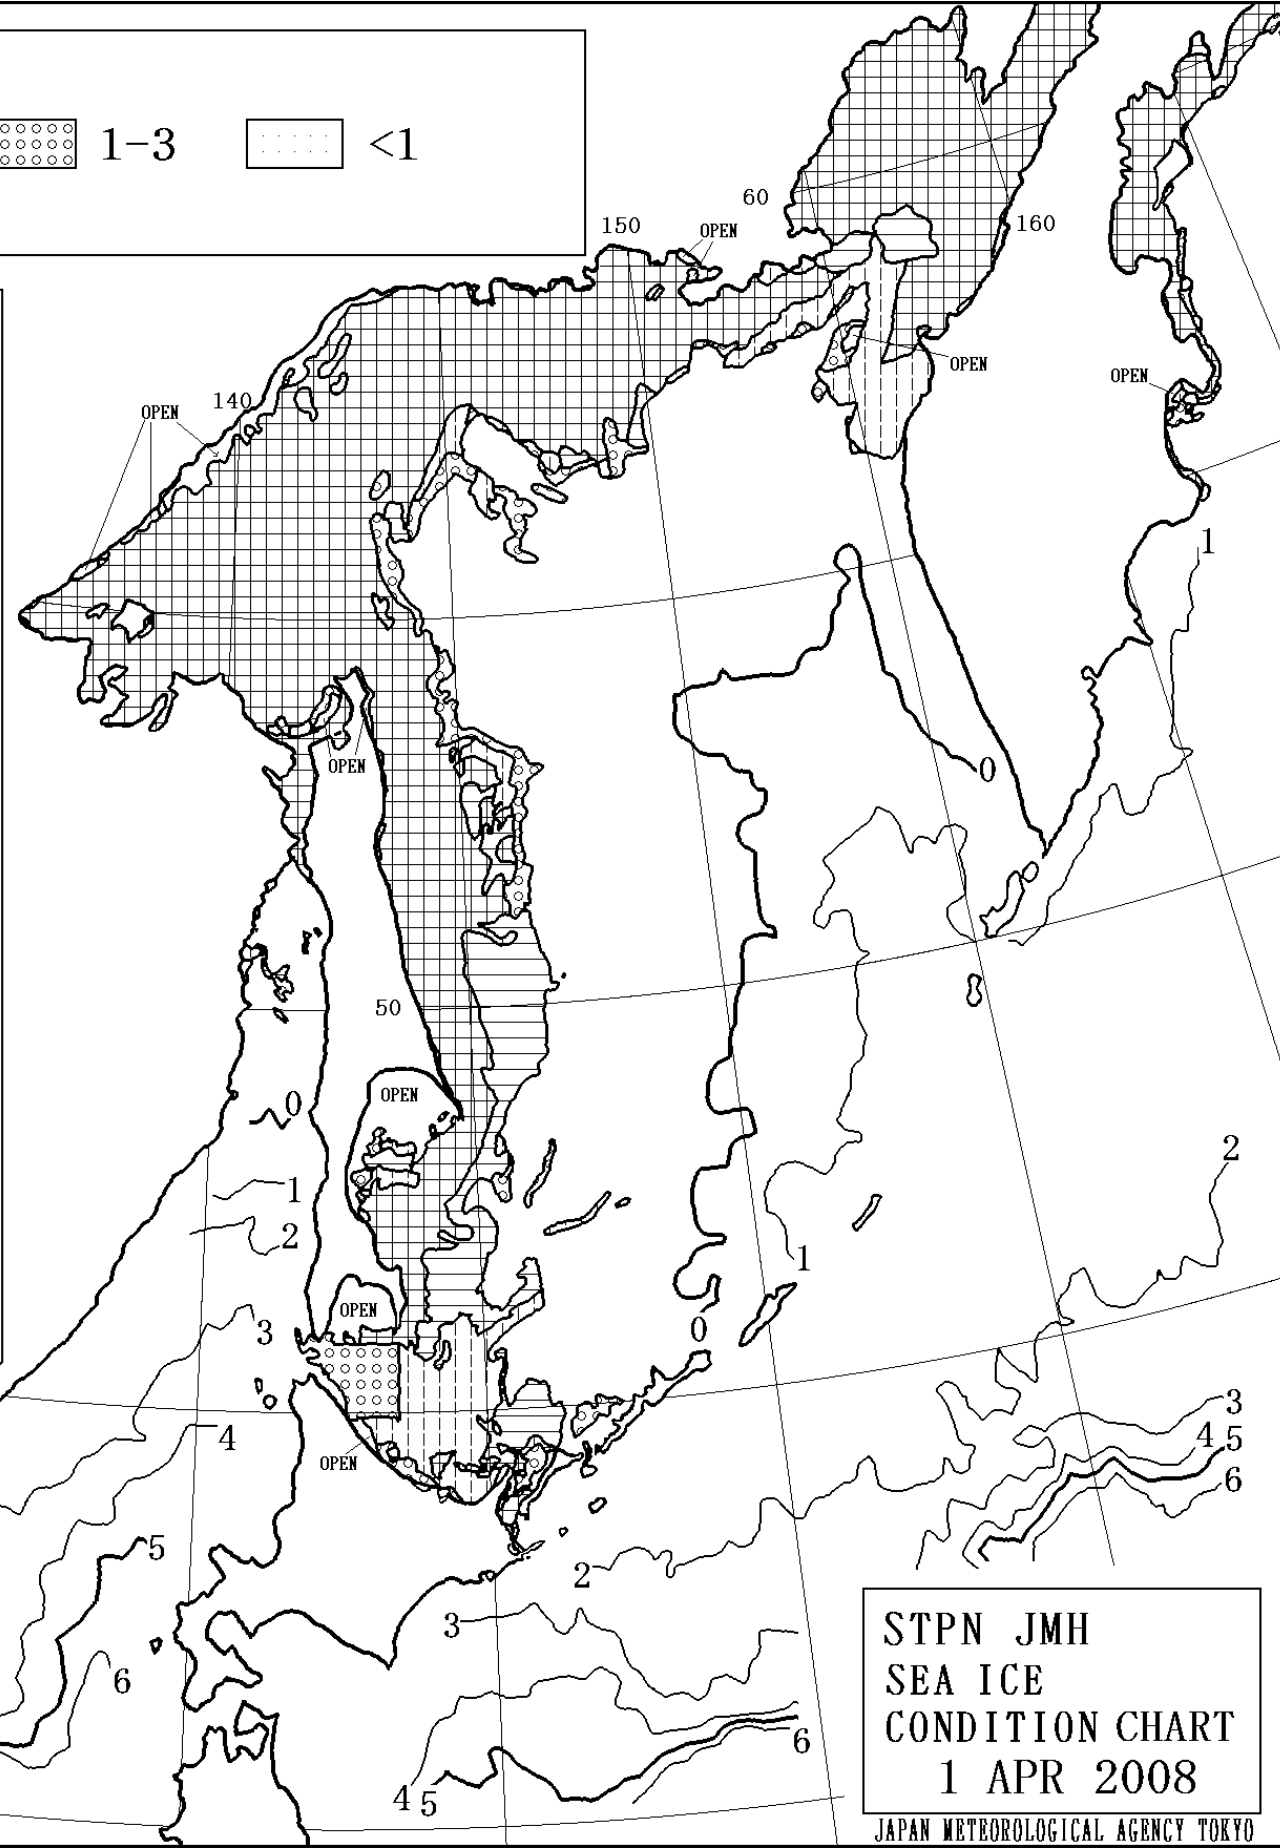 1-3 <1
60
150
OPEN
160
OPEN
OPEN
140
OPEN
1
OPEN
0
50
OPEN
0
2
1
2
1
OPEN
3
0
3
4
4 5
OPEN
6
5
2
3
6
6
4 5
STPN JMH
SEA ICE
CONDITION CHART
1 APR 2008
JAPAN METEOROLOGICAL AGENCY TOKYO